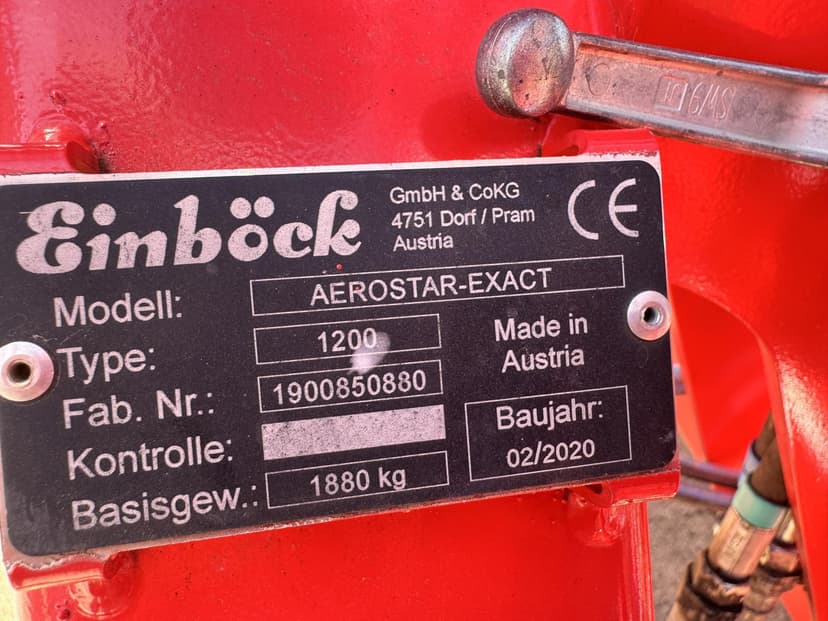 Einböck
GmbH & CoKG
4751 Dorf / Pram
Austria
CE
Modell: AEROSTAR-EXACT
Type: 1200
Made in
Austria
Fab. Nr.: 1900850880
Kontrolle:
Baujahr:
02/2020
Basisgew.: 1880 kg